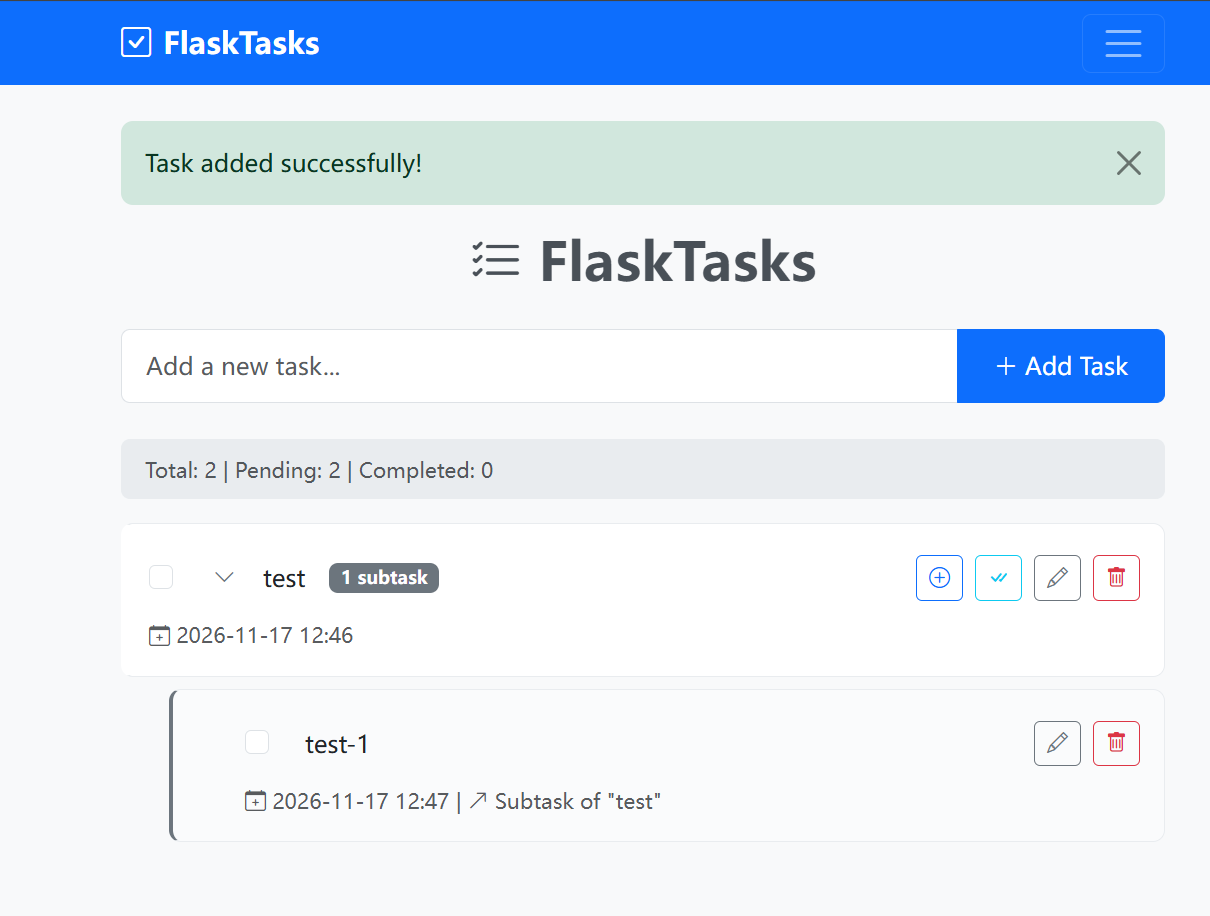 FlaskTasks
Task added successfully!
FlaskTasks
Add a new task...
+ Add Task
Total: 2 | Pending: 2 | Completed: 0
test 1 subtask
2026-11-17 12:46
test-1
2026-11-17 12:47 | ↗ Subtask of "test"